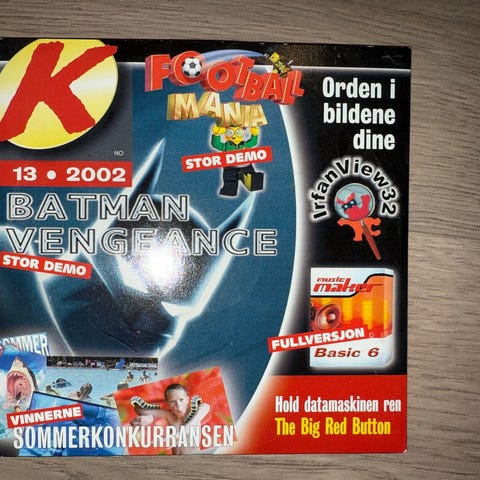 K
NO
13 • 2002
FOOTBALL
MANIA
STOR DEMO
Orden i
bildene
dine
IrfanView32
BATMAN
VENGEANCE
STOR DEMO
music
maker
FULLVERSJON
Basic 6
SOMMER
VINNERNE
SOMMERKONKURRANSEN
Hold datamaskinen ren
The Big Red Button